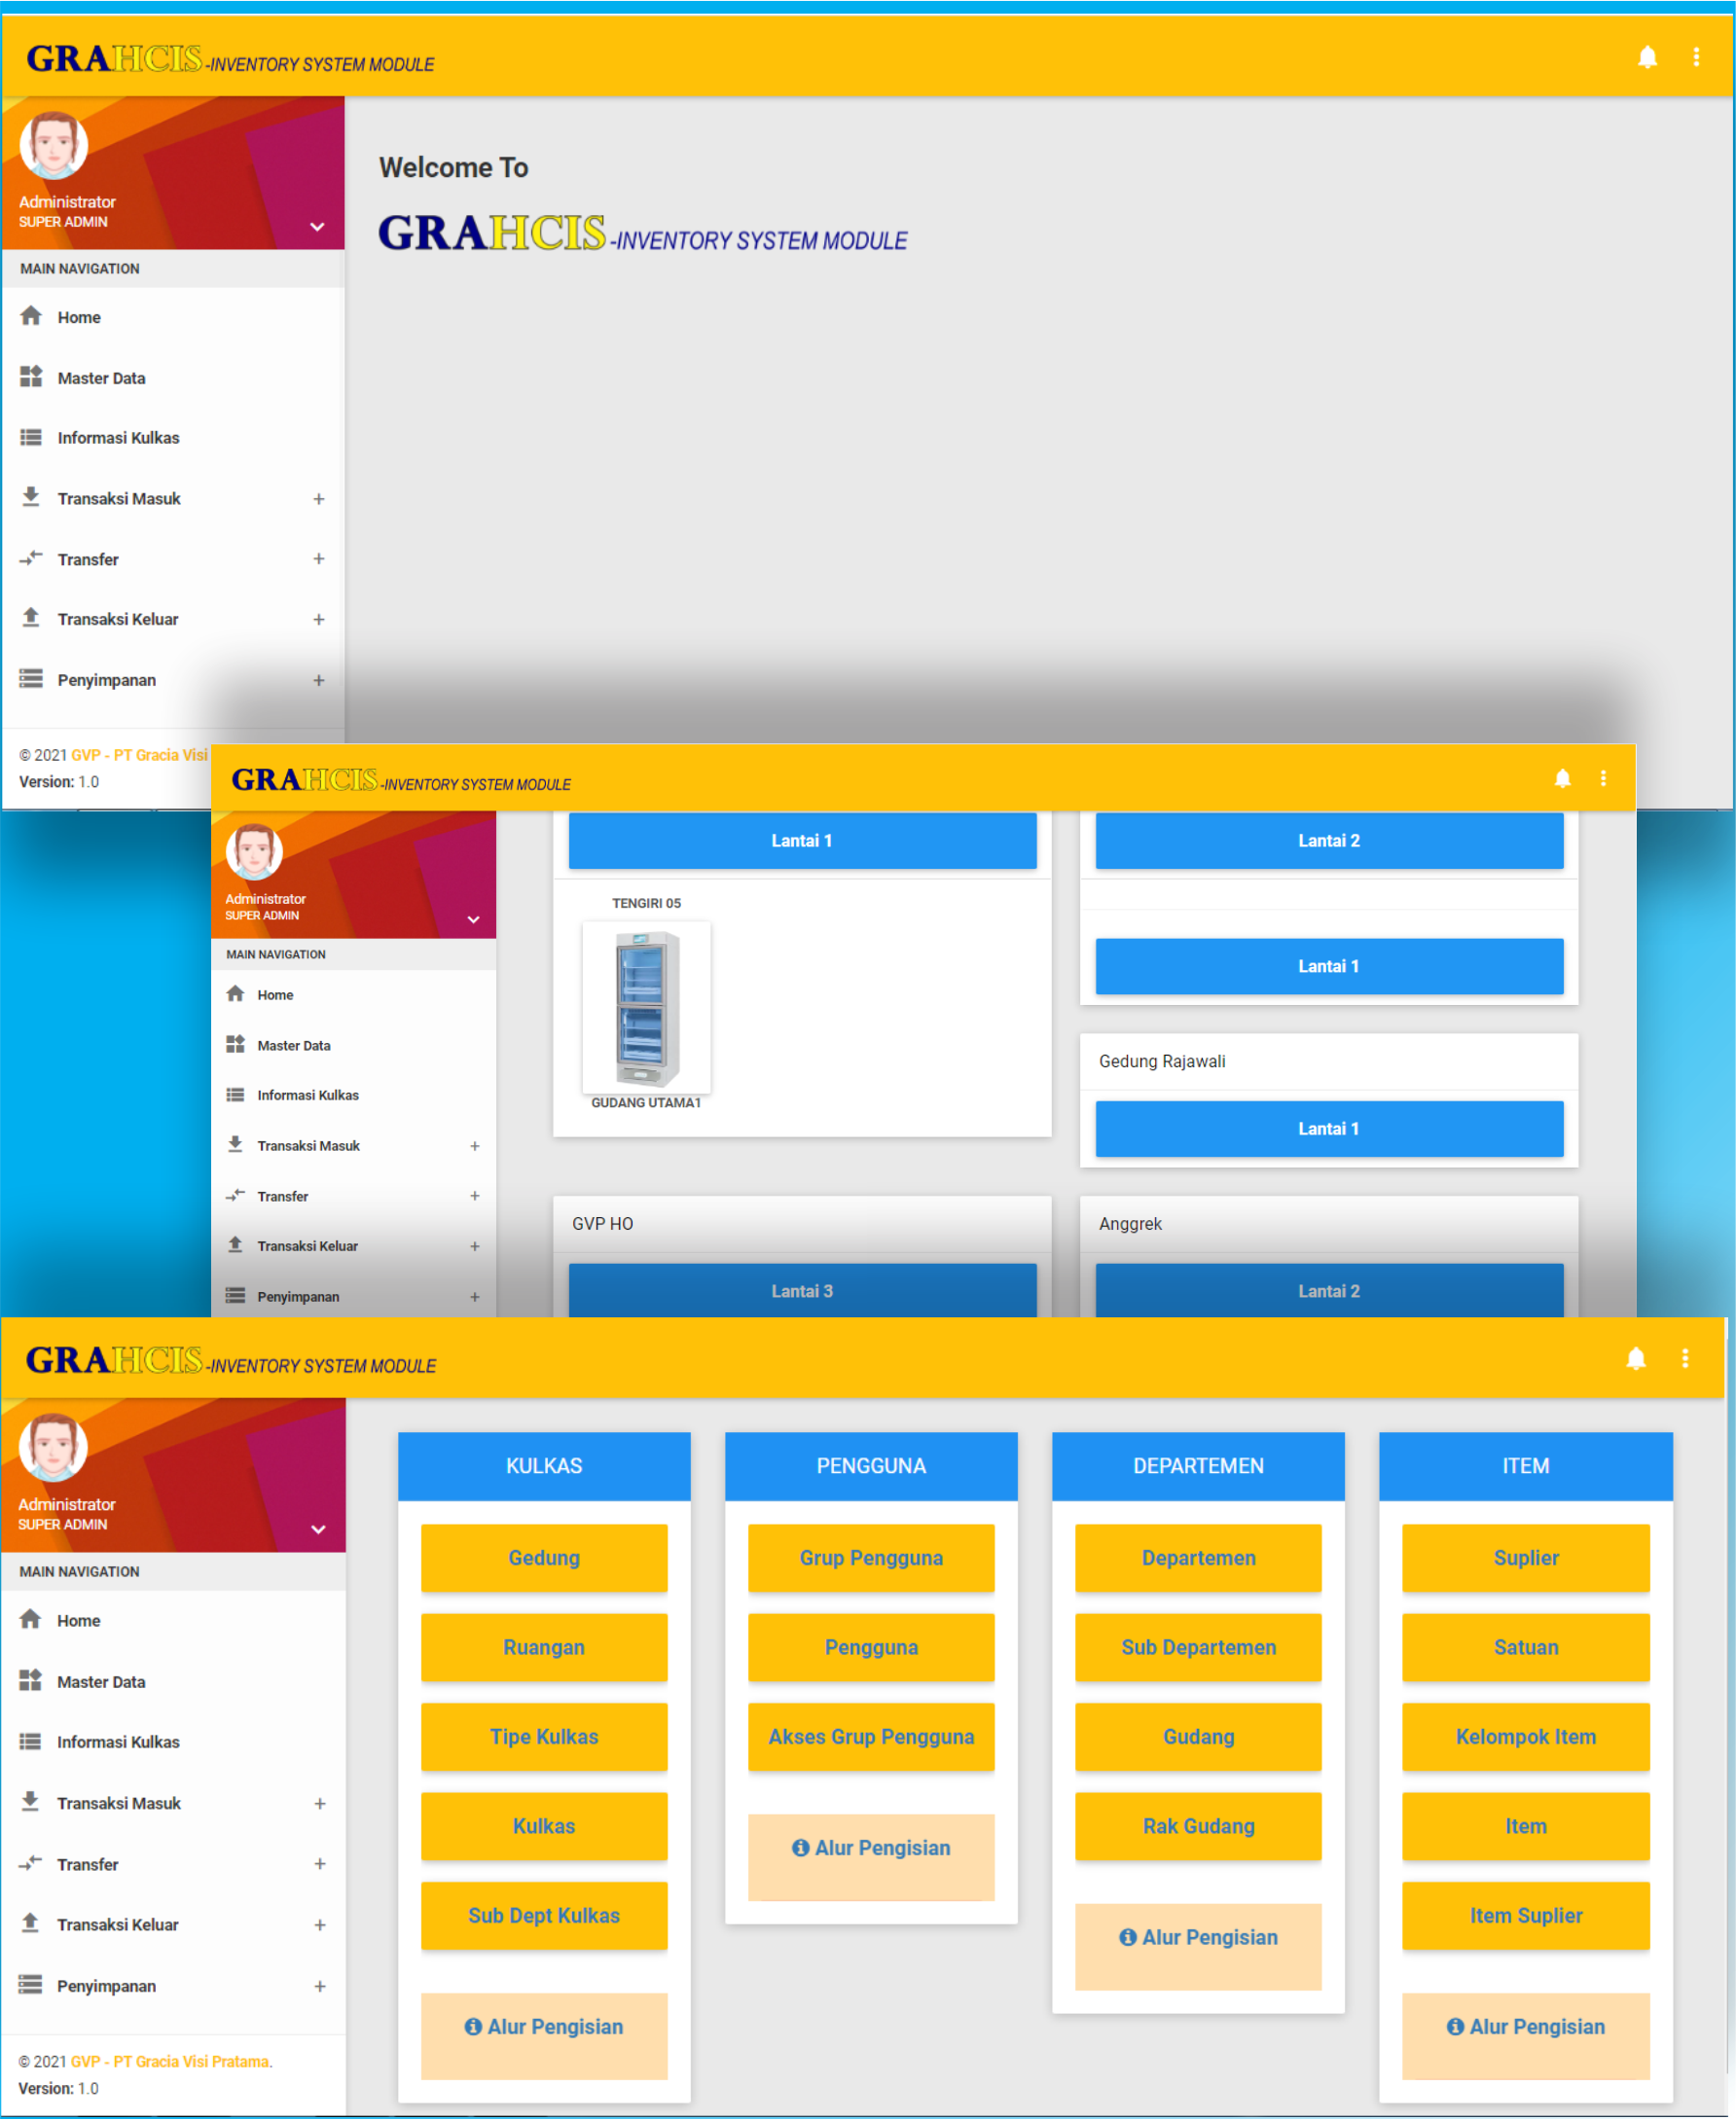 GRAHCIS-INVENTORY SYSTEM MODULE
Administrator
SUPER ADMIN
MAIN NAVIGATION
Home
Master Data
Informasi Kulkas
Transaksi Masuk +
Transfer +
Transaksi Keluar +
Penyimpanan +
© 2021 GVP - PT Gracia Visi
Version: 1.0
Welcome To
GRAHCIS-INVENTORY SYSTEM MODULE
GRAHCIS-INVENTORY SYSTEM MODULE
Administrator
SUPER ADMIN
MAIN NAVIGATION
Home
Master Data
Informasi Kulkas
Transaksi Masuk +
Transfer +
Transaksi Keluar +
Penyimpanan +
Lantai 1
TENGIRI 05
GUDANG UTAMA1
Lantai 2
Lantai 1
Gedung Rajawali
Lantai 1
GVP HO
Lantai 3
Anggrek
Lantai 2
GRAHCIS-INVENTORY SYSTEM MODULE
Administrator
SUPER ADMIN
MAIN NAVIGATION
Home
Master Data
Informasi Kulkas
Transaksi Masuk +
Transfer +
Transaksi Keluar +
Penyimpanan +
© 2021 GVP - PT Gracia Visi Pratama.
Version: 1.0
KULKAS
Gedung
Ruangan
Tipe Kulkas
Kulkas
Sub Dept Kulkas
Alur Pengisian
PENGGUNA
Grup Pengguna
Pengguna
Akses Grup Pengguna
Alur Pengisian
DEPARTEMEN
Departemen
Sub Departemen
Gudang
Rak Gudang
Alur Pengisian
ITEM
Suplier
Satuan
Kelompok Item
Item
Item Suplier
Alur Pengisian